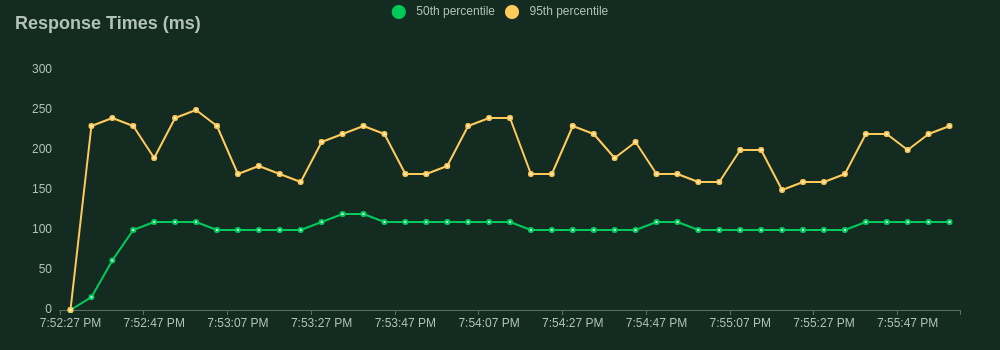 50th percentile
95th percentile
Response Times (ms)
300
250
200
150
100
50
0
7:52:27 PM
7:52:47 PM
7:53:07 PM
7:53:27 PM
7:53:47 PM
7:54:07 PM
7:54:27 PM
7:54:47 PM
7:55:07 PM
7:55:27 PM
7:55:47 PM